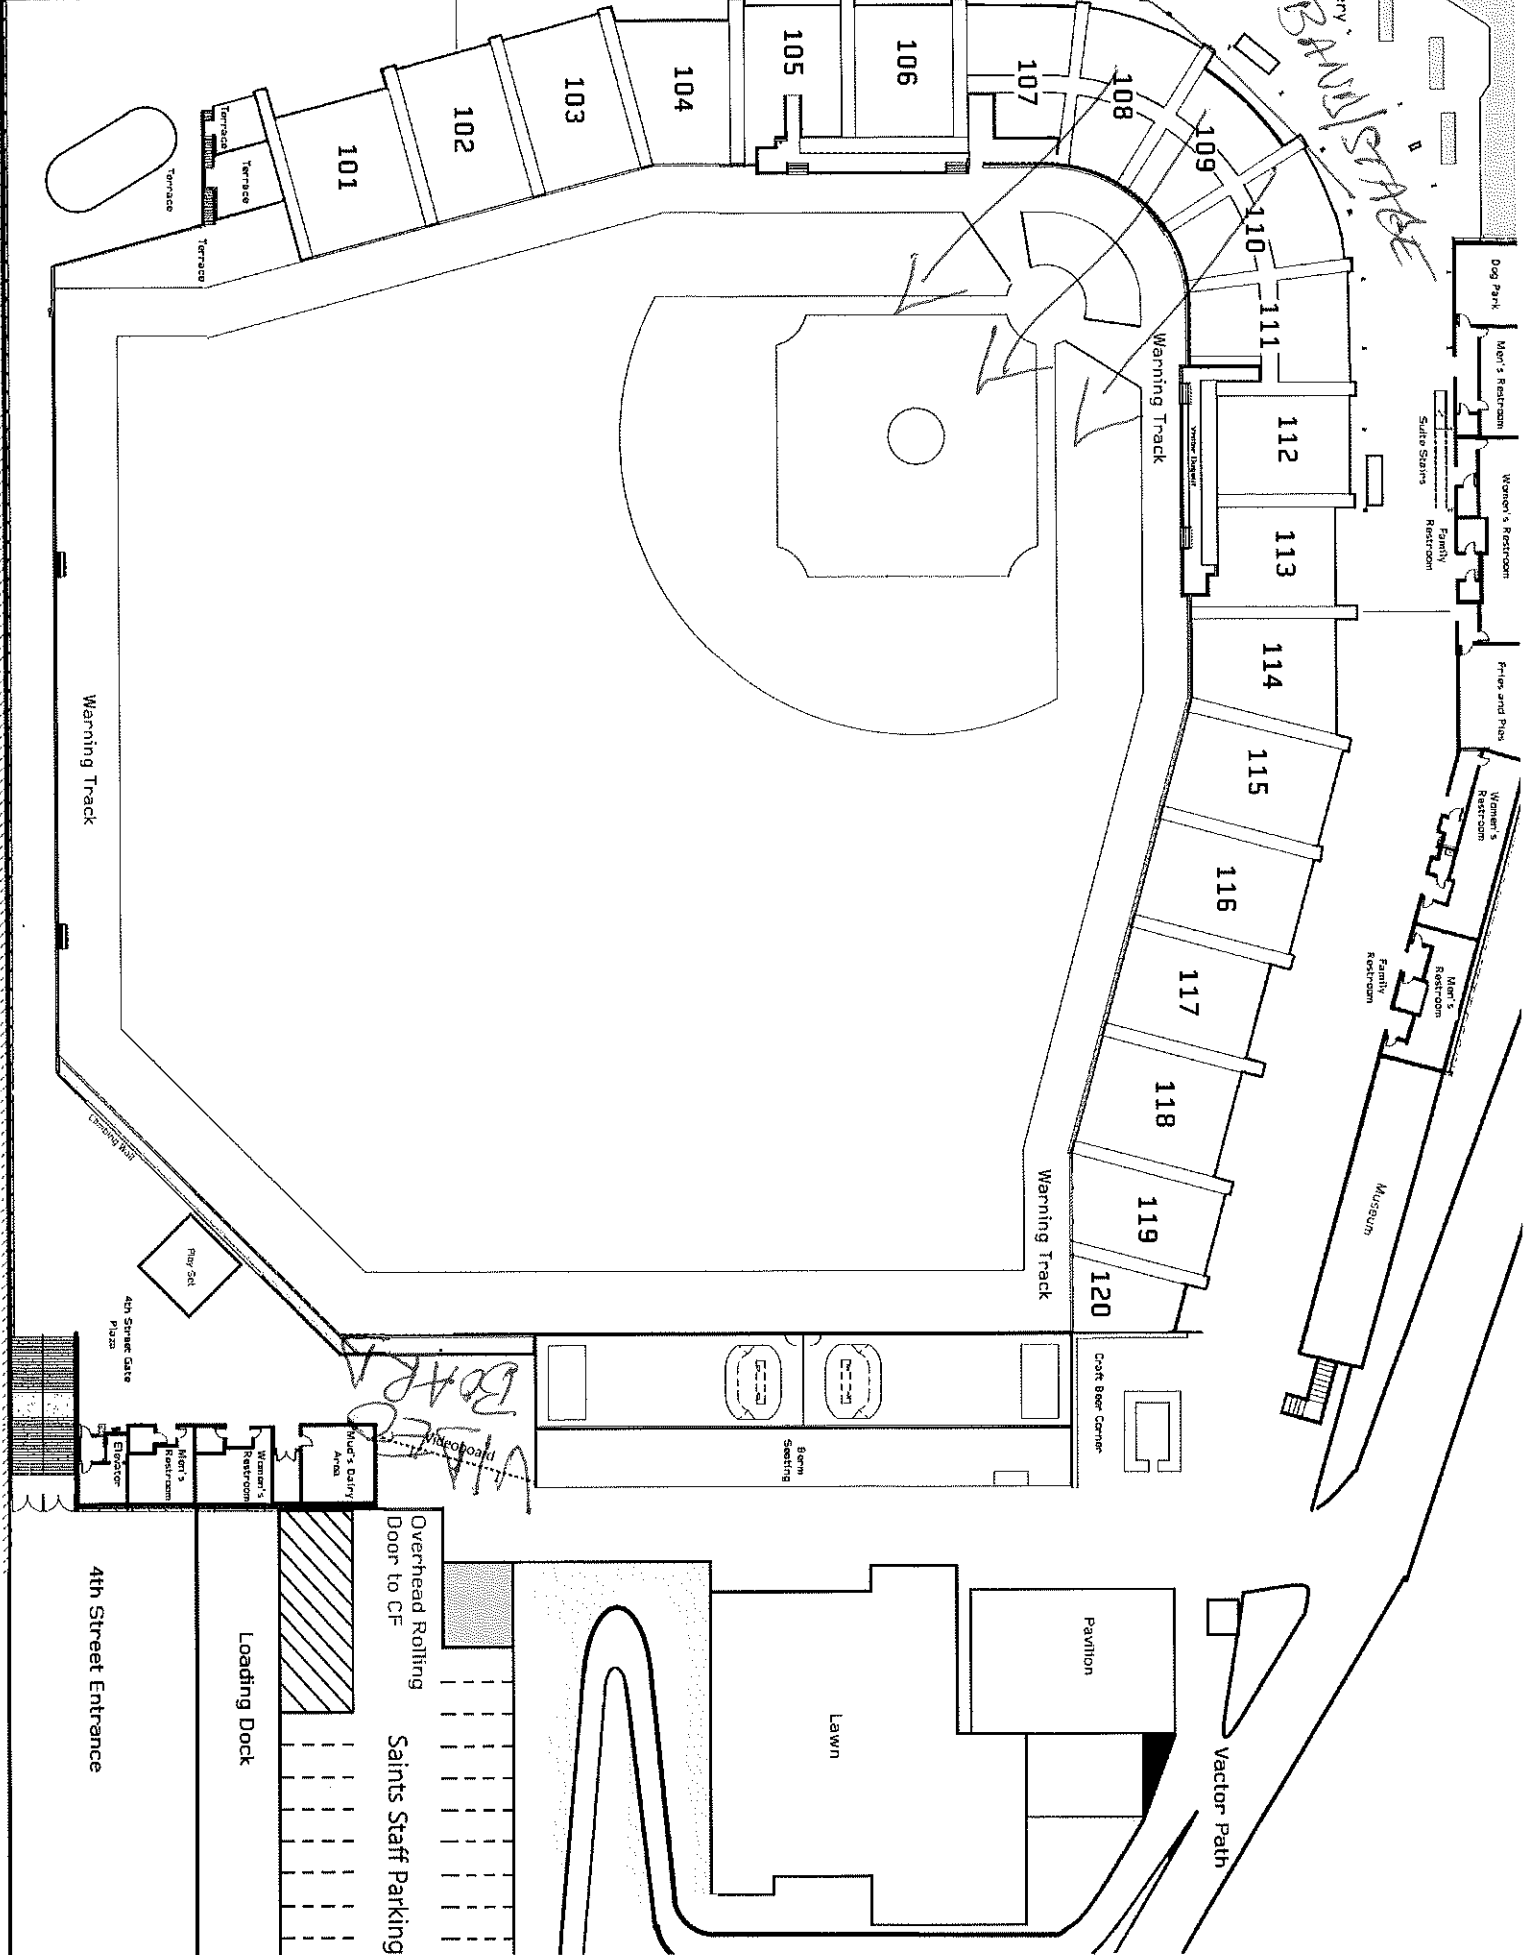 ery.
BAND/STAGE
Dog Park
Men's Restroom
Women's Restroom
Suite Stairs
Family
Restroom
Fries and Pies
Women's
Restroom
Men's
Restroom
Family
Restroom
Museum
Vactor Path
101
102
103
104
105
106
107
108
109
110
111
112
113
114
115
116
117
118
119
120
Terrace
Terrace
Terrace
Terrace
Warning Track
Visitor Dugout
Warning Track
Warning Track
Climbing Wall
Play Set
4th Street Gate
Plaza
Craft Beer Corner
Berm
Seating
VIDEO
BOARD
Videoboard
Mud's Dairy
Area
Women's
Restroom
Men's
Restroom
Elevator
Pavilion
Lawn
Overhead Rolling
Door to CF
Saints Staff Parking
Loading Dock
4th Street Entrance